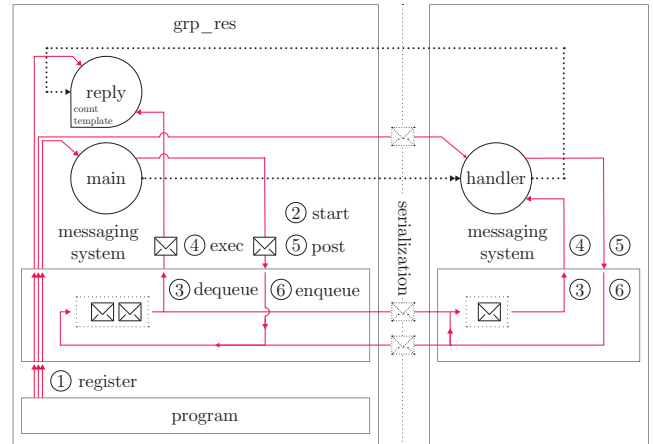 grp_res
reply
count
template
main
handler
② start
messaging
system
④ exec
⑤ post
serialization
messaging
system
④
⑤
③ dequeue
⑥ enqueue
③
⑥
① register
program